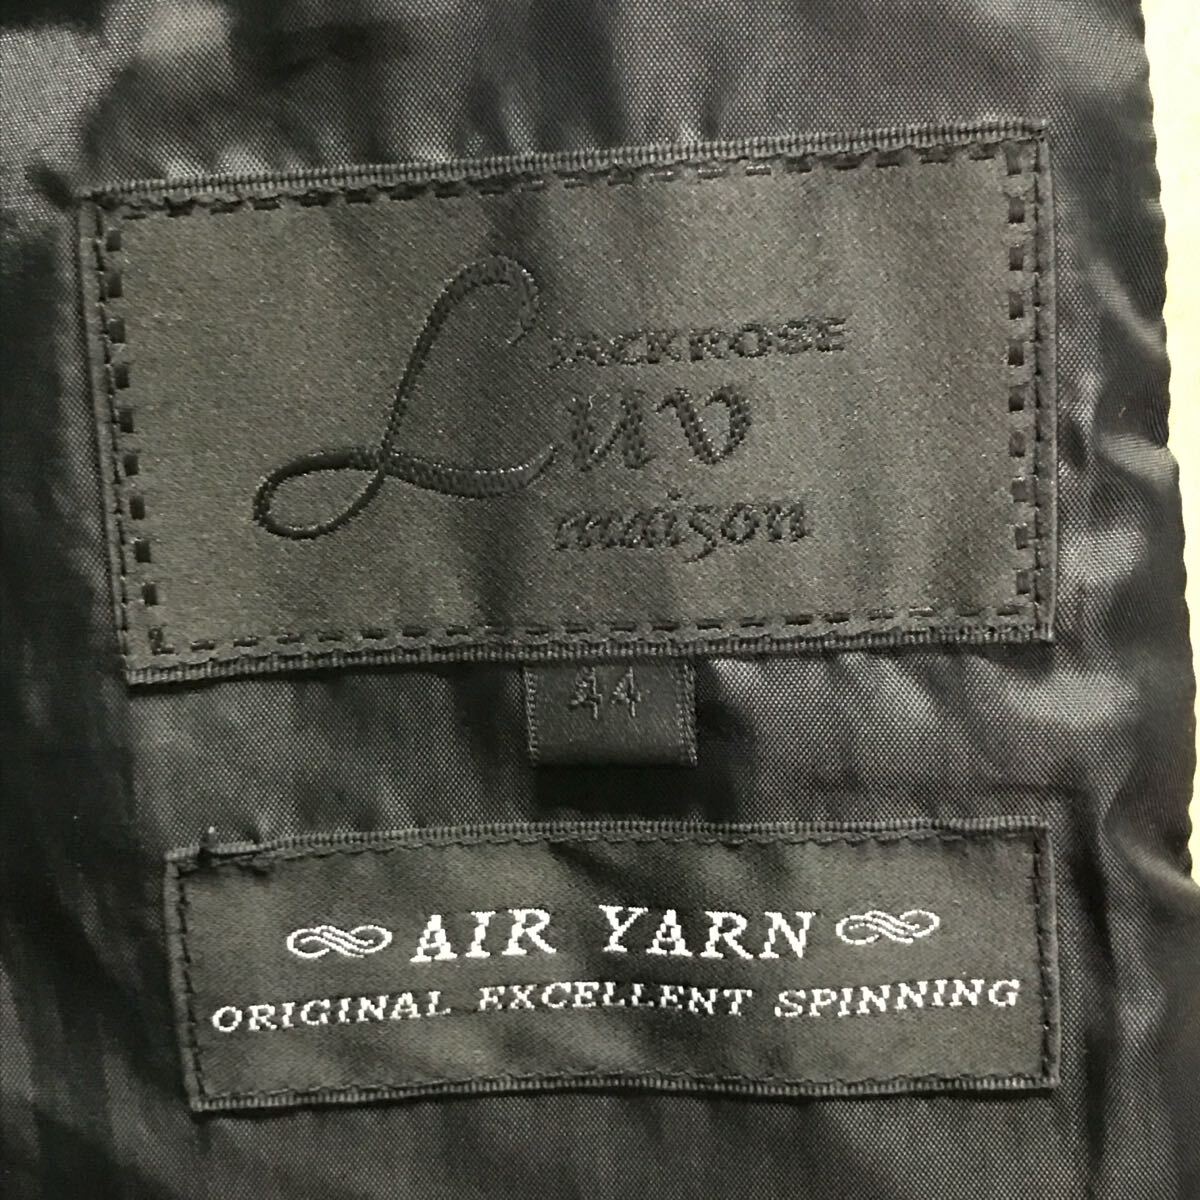 JACKROSE
Luv
maison
44
AIR YARN
ORIGINAL EXCELLENT SPINNING